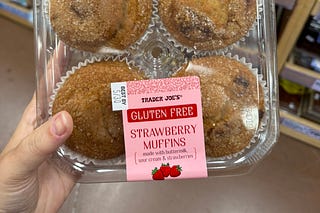 TRADER JOE'S®
GLUTEN FREE
STRAWBERRY
MUFFINS
made with buttermilk,
sour cream & strawberries